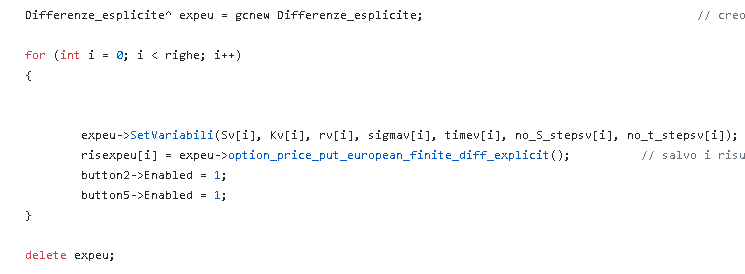 Differenze_esplicite^ expeu = gcnew Differenze_esplicite; // creo
for (int i = 0; i < righe; i++)
{
expeu->SetVariabili(Sv[i], Kv[i], rv[i], sigmav[i], timev[i], no_S_stepsv[i], no_t_stepsv[i]);
risexpeu[i] = expeu->option_price_put_european_finite_diff_explicit(); // salvo i risu
button2->Enabled = 1;
button5->Enabled = 1;
}
delete expeu;